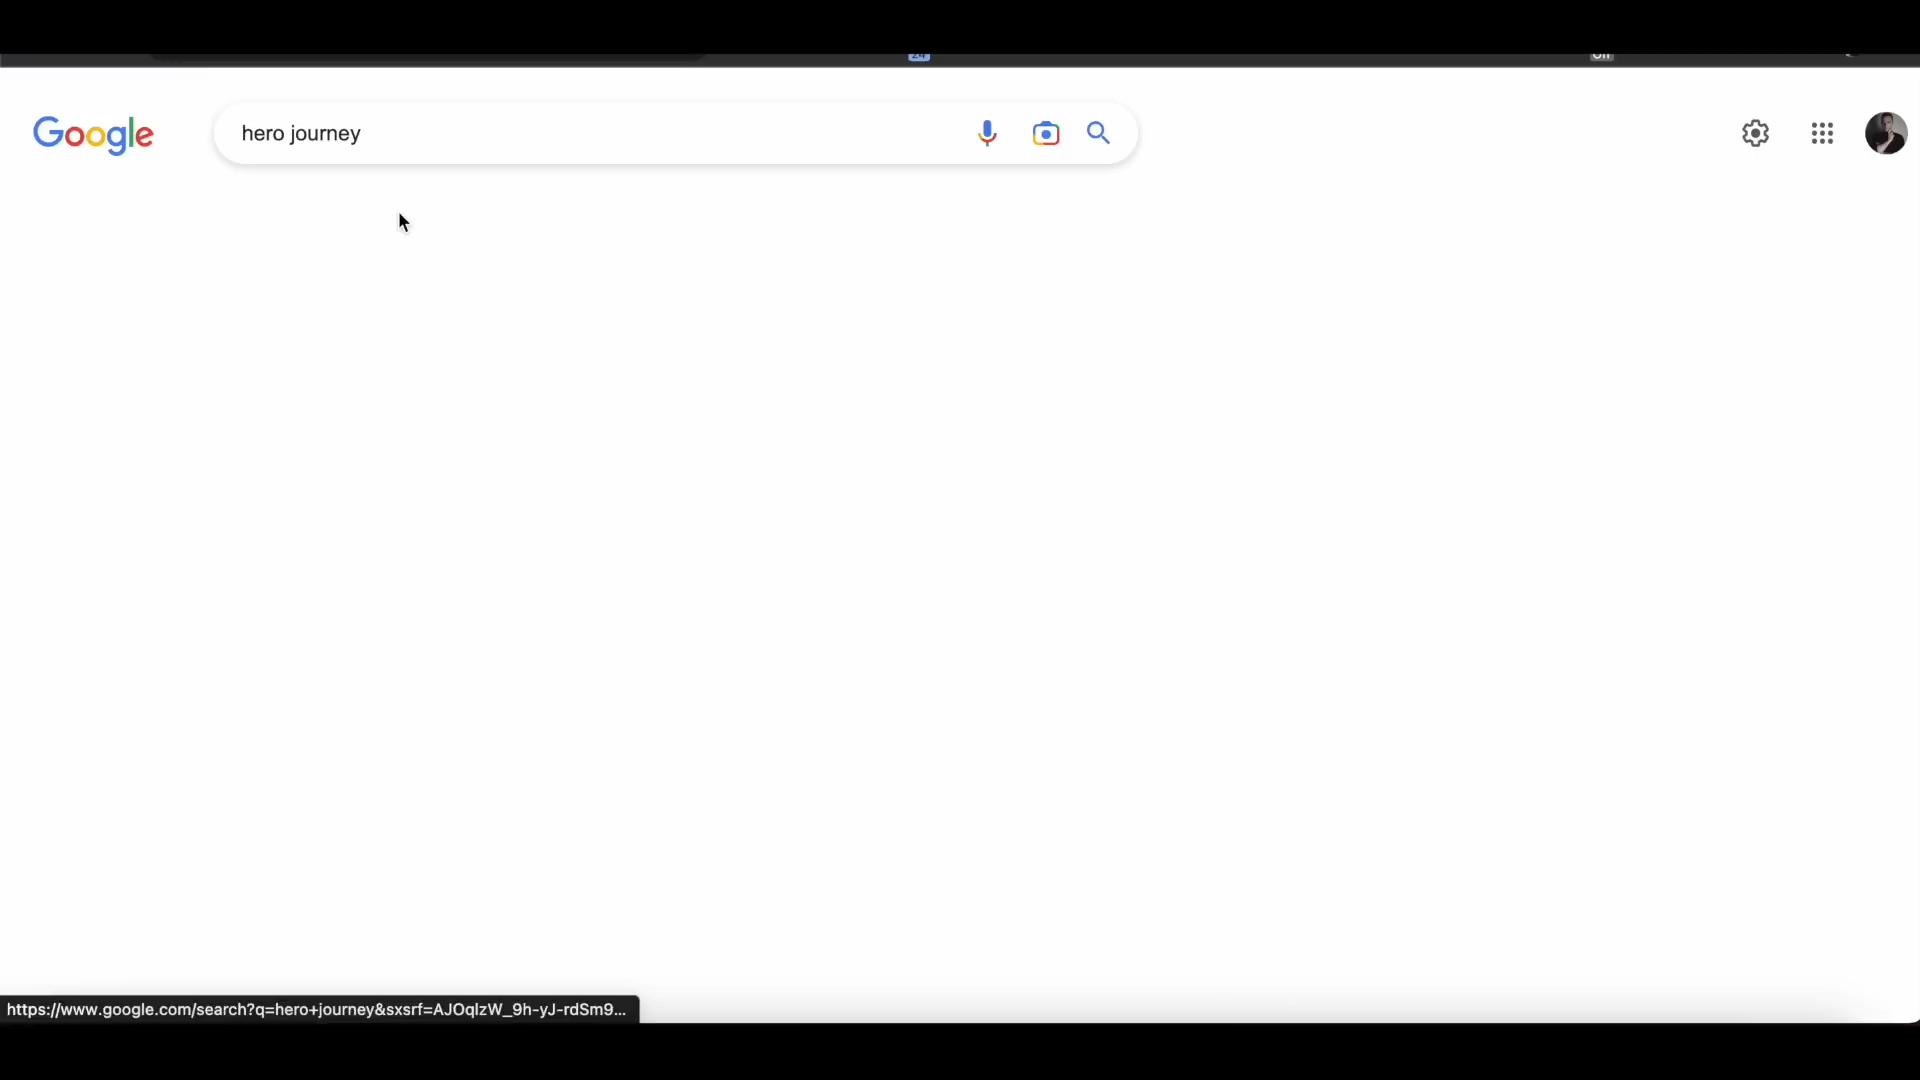 Google
hero journey
https://www.google.com/search?q=hero+journey&sxsrf=AJOqlzW_9h-yJ-rdSm9...